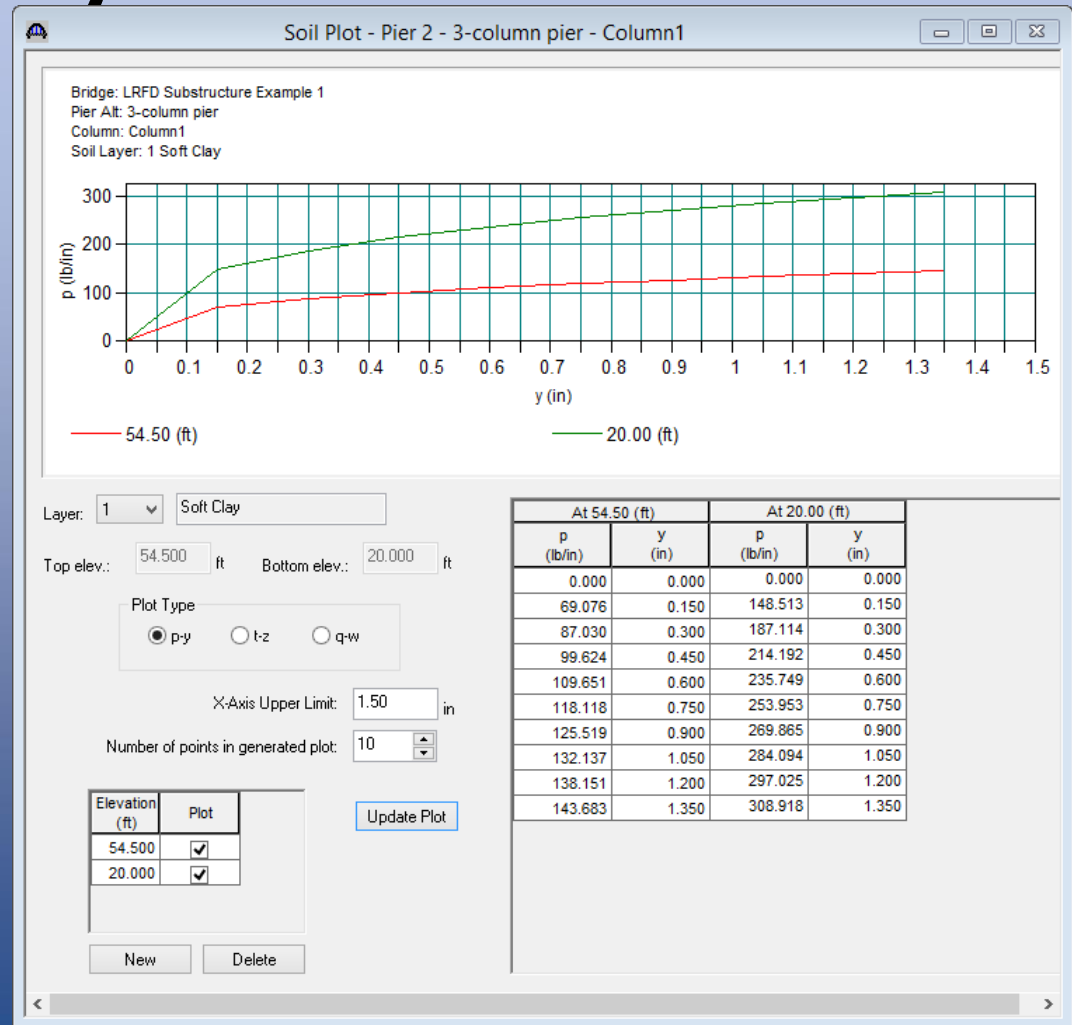 Soil Plot - Pier 2 - 3-column pier - Column1
Bridge: LRFD Substructure Example 1
Pier Alt: 3-column pier
Column: Column1
Soil Layer: 1 Soft Clay
300
200
100
0
p (lb/in)
0 0.1 0.2 0.3 0.4 0.5 0.6 0.7 0.8 0.9 1 1.1 1.2 1.3 1.4 1.5
y (in)
54.50 (ft) 20.00 (ft)
Layer: 1 Soft Clay
Top elev.: 54.500 ft Bottom elev.: 20.000 ft
Plot Type
p-y t-z q-w
X-Axis Upper Limit: 1.50 in
Number of points in generated plot: 10
Elevation (ft) Plot
54.500
20.000
Update Plot
New Delete
At 54.50 (ft) At 20.00 (ft)
p (lb/in) y (in) p (lb/in) y (in)
0.000 0.000 0.000 0.000
69.076 0.150 148.513 0.150
87.030 0.300 187.114 0.300
99.624 0.450 214.192 0.450
109.651 0.600 235.749 0.600
118.118 0.750 253.953 0.750
125.519 0.900 269.865 0.900
132.137 1.050 284.094 1.050
138.151 1.200 297.025 1.200
143.683 1.350 308.918 1.350